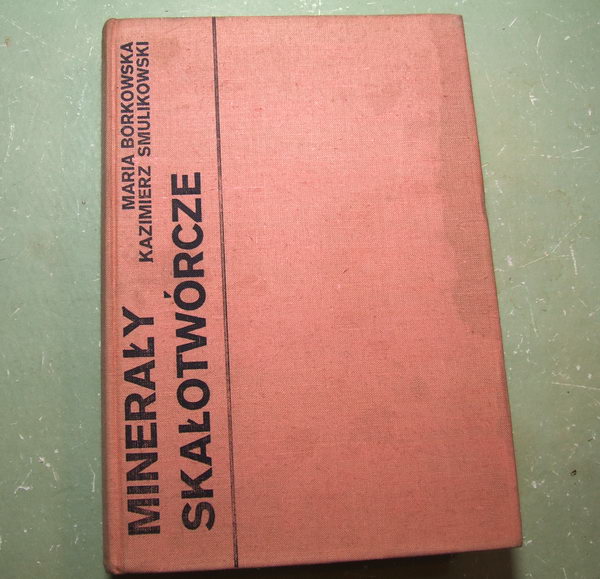 MARIA BORKOWSKA
KAZIMIERZ SMULIKOWSKI
MINERAŁY
SKAŁOTWÓRCZE